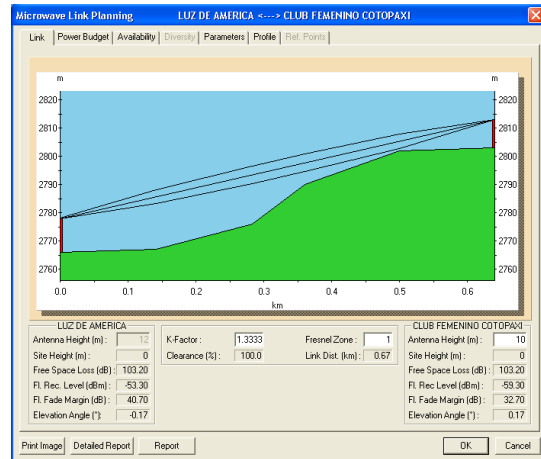 Microwave Link Planning LUZ DE AMERICA <---> CLUB FEMENINO COTOPAXI
Link Power Budget Availability Diversity Parameters Profile Ref. Points
m m
2820 2820
2810 2810
2800 2800
2790 2790
2780 2780
2770 2770
2760 2760
0.0 0.1 0.2 0.3 0.4 0.5 0.6
km
LUZ DE AMERICA
Antenna Height (m) : 12
Site Height (m) : 0
Free Space Loss (dB) : 103.20
Fl. Rec. Level (dBm) : -53.30
Fl. Fade Margin (dB) : 40.70
Elevation Angle (°): -0.17
K-Factor : 1.3333 Fresnel Zone : 1
Clearance (%) : 100.0 Link Dist. (km) : 0.67
CLUB FEMENINO COTOPAXI
Antenna Height (m) : 10
Site Height (m) : 0
Free Space Loss (dB) : 103.20
Fl. Rec. Level (dBm) : -59.30
Fl. Fade Margin (dB) : 32.70
Elevation Angle (°) : 0.17
Print Image Detailed Report Report OK Cancel